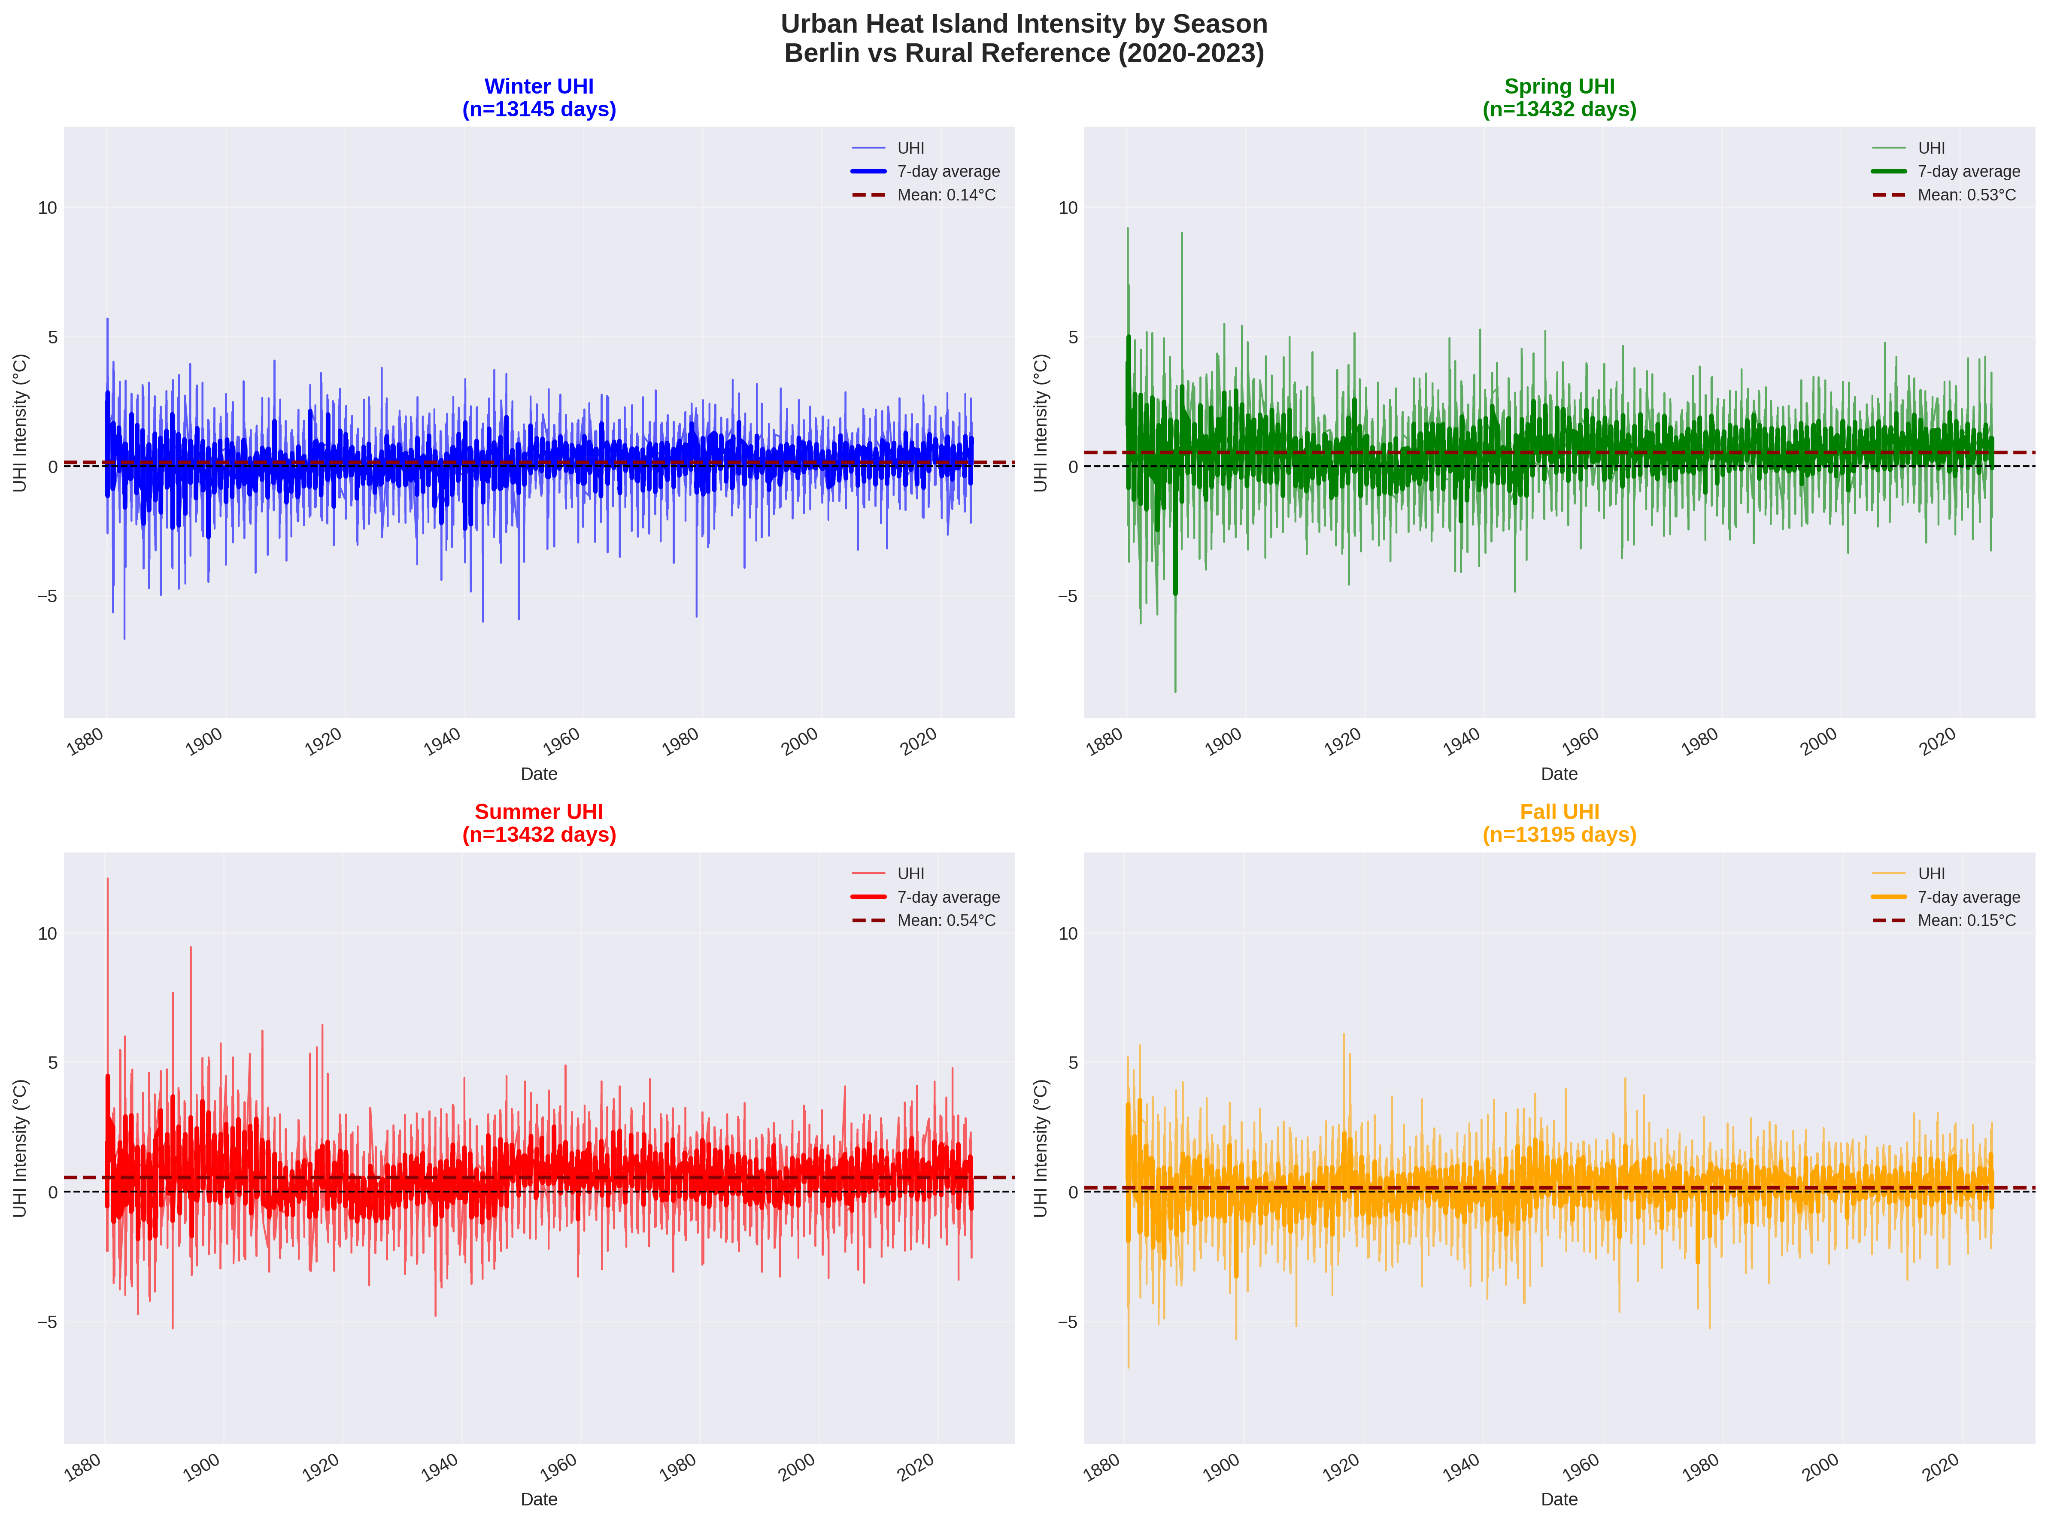 Urban Heat Island Intensity by Season
Berlin vs Rural Reference (2020-2023)
Winter UHI
(n=13145 days)
UHI
7-day average
Mean: 0.14°C
10
5
0
−5
UHI Intensity (°C)
1880
1900
1920
1940
1960
1980
2000
2020
Date
Spring UHI
(n=13432 days)
UHI
7-day average
Mean: 0.53°C
10
5
0
−5
UHI Intensity (°C)
1880
1900
1920
1940
1960
1980
2000
2020
Date
Summer UHI
(n=13432 days)
UHI
7-day average
Mean: 0.54°C
10
5
0
−5
UHI Intensity (°C)
1880
1900
1920
1940
1960
1980
2000
2020
Date
Fall UHI
(n=13195 days)
UHI
7-day average
Mean: 0.15°C
10
5
0
−5
UHI Intensity (°C)
1880
1900
1920
1940
1960
1980
2000
2020
Date